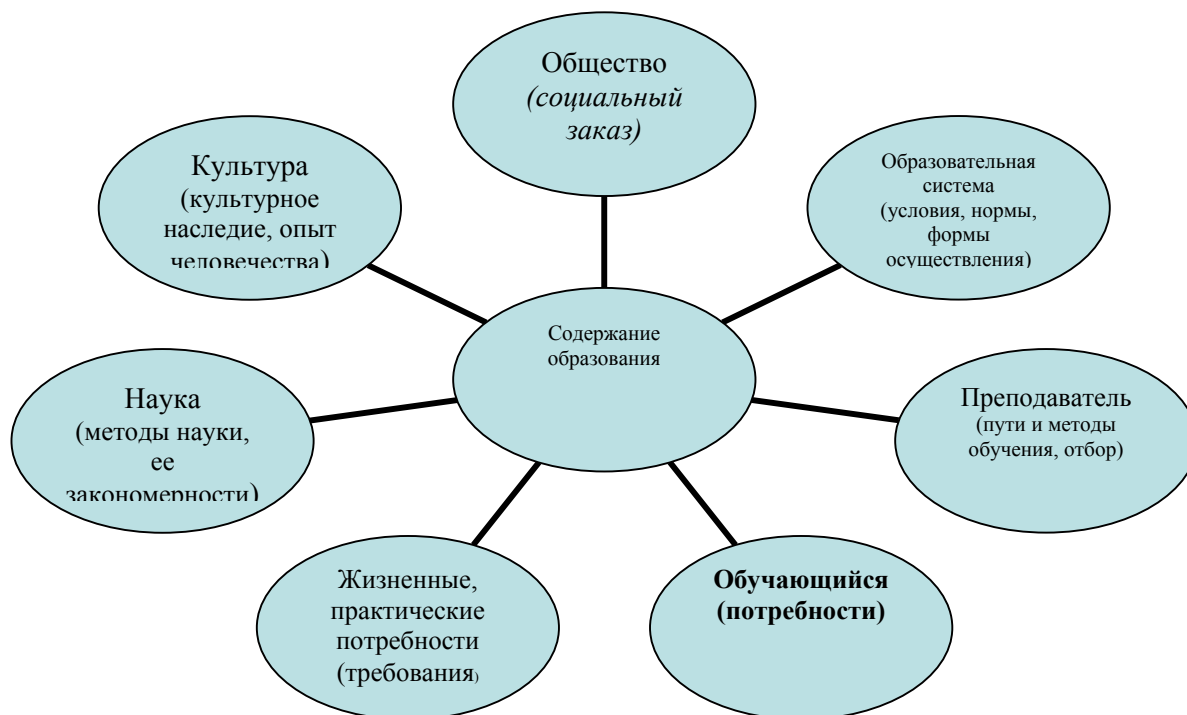 Общество
(социальный
заказ)
Культура
(культурное
наследие, опыт
человечества)
Образовательная
система
(условия, нормы,
формы
осуществления)
Содержание
образования
Наука
(методы науки,
ее
закономерности)
Преподаватель
(пути и методы
обучения, отбор)
Жизненные,
практические
потребности
(требования)
Обучающийся
(потребности)